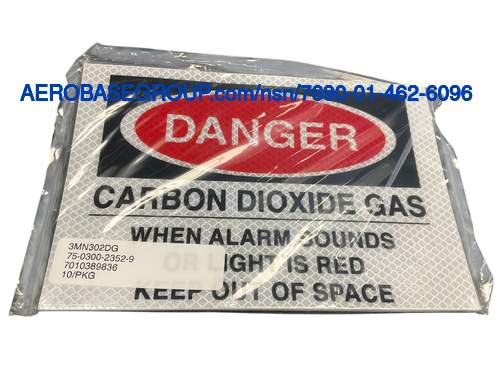 AEROBASEGROUP.com/nsn/7690-01-462-6096
DANGER
CARBON DIOXIDE GAS
WHEN ALARM SOUNDS
OR LIGHT IS RED
KEEP OUT OF SPACE
3MN302DG
75-0300-2352-9
7010389836
10/PKG